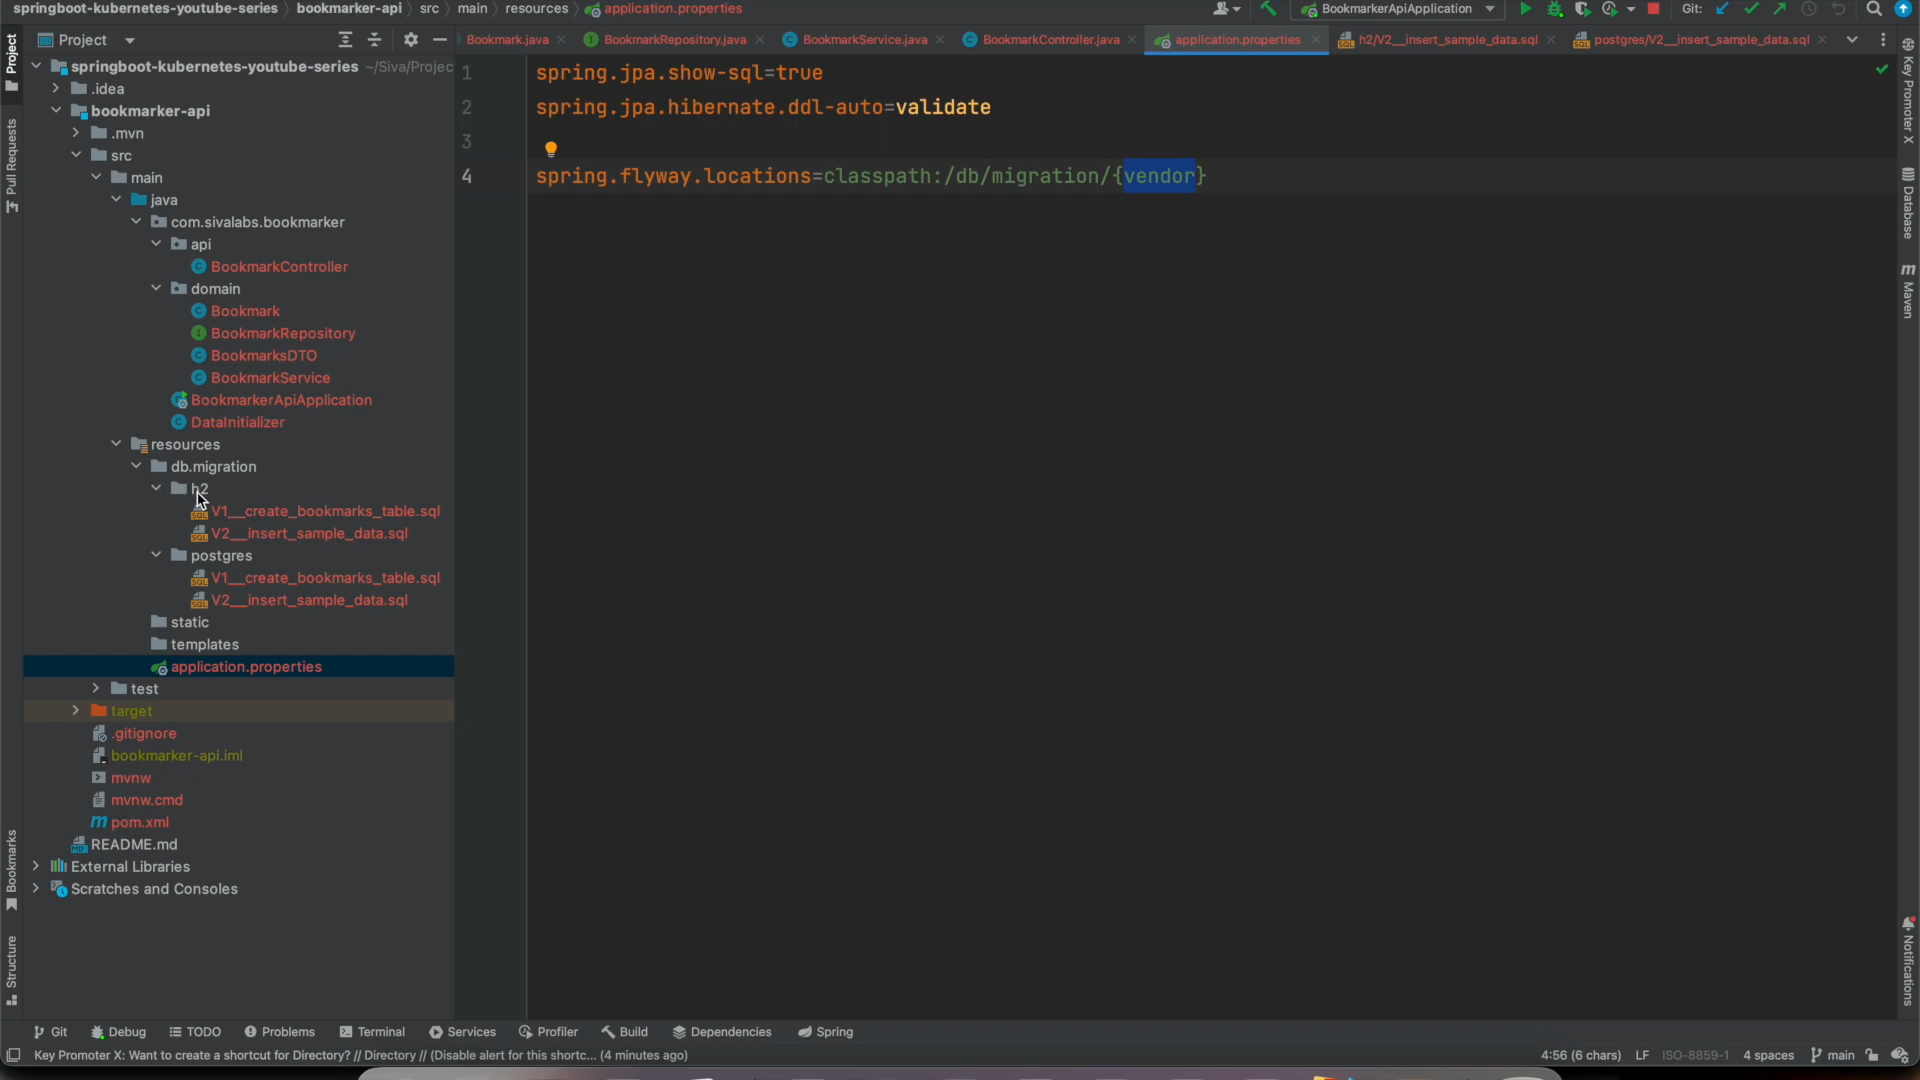 springboot-kubernetes-youtube-series › bookmarker-api › src › main › resources › application.properties
BookmarkerApiApplication
Git:
Project
Bookmark.java
BookmarkRepository.java
BookmarkService.java
BookmarkController.java
application.properties
h2/V2__insert_sample_data.sql
postgres/V2__insert_sample_data.sql
Project
Pull Requests
Bookmarks
Structure
springboot-kubernetes-youtube-series ~/Siva/Projec
.idea
bookmarker-api
.mvn
src
main
java
com.sivalabs.bookmarker
api
BookmarkController
domain
Bookmark
BookmarkRepository
BookmarksDTO
BookmarkService
BookmarkerApiApplication
DataInitializer
resources
db.migration
h2
V1__create_bookmarks_table.sql
V2__insert_sample_data.sql
postgres
V1__create_bookmarks_table.sql
V2__insert_sample_data.sql
static
templates
application.properties
test
target
.gitignore
bookmarker-api.iml
mvnw
mvnw.cmd
pom.xml
README.md
External Libraries
Scratches and Consoles
1 spring.jpa.show-sql=true
2 spring.jpa.hibernate.ddl-auto=validate
3
4 spring.flyway.locations=classpath:/db/migration/{vendor}
Key Promoter X
Database
Maven
Notifications
Git Debug TODO Problems Terminal Services Profiler Build Dependencies Spring
Key Promoter X: Want to create a shortcut for Directory? // Directory // (Disable alert for this shortc... (4 minutes ago)
4:56 (6 chars) LF ISO-8859-1 4 spaces main